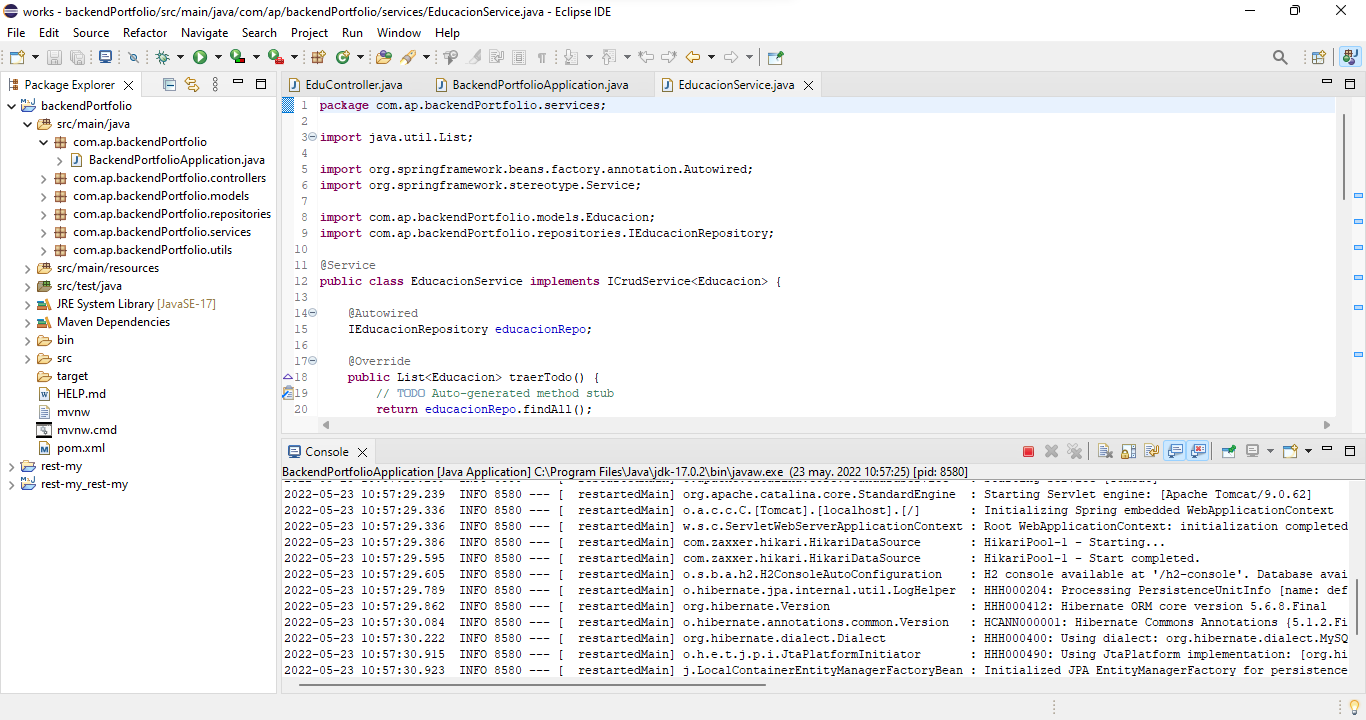 works - backendPortfolio/src/main/java/com/ap/backendPortfolio/services/EducacionService.java - Eclipse IDE
File Edit Source Refactor Navigate Search Project Run Window Help
Package Explorer
backendPortfolio
src/main/java
com.ap.backendPortfolio
BackendPortfolioApplication.java
com.ap.backendPortfolio.controllers
com.ap.backendPortfolio.models
com.ap.backendPortfolio.repositories
com.ap.backendPortfolio.services
com.ap.backendPortfolio.utils
src/main/resources
src/test/java
JRE System Library [JavaSE-17]
Maven Dependencies
bin
src
target
HELP.md
mvnw
mvnw.cmd
pom.xml
rest-my
rest-my_rest-my
EduController.java BackendPortfolioApplication.java EducacionService.java
1 package com.ap.backendPortfolio.services;
2
3 import java.util.List;
4
5 import org.springframework.beans.factory.annotation.Autowired;
6 import org.springframework.stereotype.Service;
7
8 import com.ap.backendPortfolio.models.Educacion;
9 import com.ap.backendPortfolio.repositories.IEducacionRepository;
10
11 @Service
12 public class EducacionService implements ICrudService<Educacion> {
13
14 @Autowired
15 IEducacionRepository educacionRepo;
16
17 @Override
18 public List<Educacion> traerTodo() {
19 // TODO Auto-generated method stub
20 return educacionRepo.findAll();
Console
BackendPortfolioApplication [Java Application] C:\Program Files\Java\jdk-17.0.2\bin\javaw.exe (23 may. 2022 10:57:25) [pid: 8580]
2022-05-23 10:57:29.239 INFO 8580 --- [ restartedMain] org.apache.catalina.core.StandardEngine : Starting Servlet engine: [Apache Tomcat/9.0.62]
2022-05-23 10:57:29.336 INFO 8580 --- [ restartedMain] o.a.c.c.C.[Tomcat].[localhost].[/] : Initializing Spring embedded WebApplicationContext
2022-05-23 10:57:29.336 INFO 8580 --- [ restartedMain] w.s.c.ServletWebServerApplicationContext : Root WebApplicationContext: initialization completed
2022-05-23 10:57:29.386 INFO 8580 --- [ restartedMain] com.zaxxer.hikari.HikariDataSource : HikariPool-1 - Starting...
2022-05-23 10:57:29.595 INFO 8580 --- [ restartedMain] com.zaxxer.hikari.HikariDataSource : HikariPool-1 - Start completed.
2022-05-23 10:57:29.605 INFO 8580 --- [ restartedMain] o.s.b.a.h2.H2ConsoleAutoConfiguration : H2 console available at '/h2-console'. Database avai
2022-05-23 10:57:29.789 INFO 8580 --- [ restartedMain] o.hibernate.jpa.internal.util.LogHelper : HHH000204: Processing PersistenceUnitInfo [name: def
2022-05-23 10:57:29.862 INFO 8580 --- [ restartedMain] org.hibernate.Version : HHH000412: Hibernate ORM core version 5.6.8.Final
2022-05-23 10:57:30.084 INFO 8580 --- [ restartedMain] o.hibernate.annotations.common.Version : HCANN000001: Hibernate Commons Annotations {5.1.2.Fi
2022-05-23 10:57:30.222 INFO 8580 --- [ restartedMain] org.hibernate.dialect.Dialect : HHH000400: Using dialect: org.hibernate.dialect.MySQ
2022-05-23 10:57:30.915 INFO 8580 --- [ restartedMain] o.h.e.t.j.p.i.JtaPlatformInitiator : HHH000490: Using JtaPlatform implementation: [org.hi
2022-05-23 10:57:30.923 INFO 8580 --- [ restartedMain] j.LocalContainerEntityManagerFactoryBean : Initialized JPA EntityManagerFactory for persistence